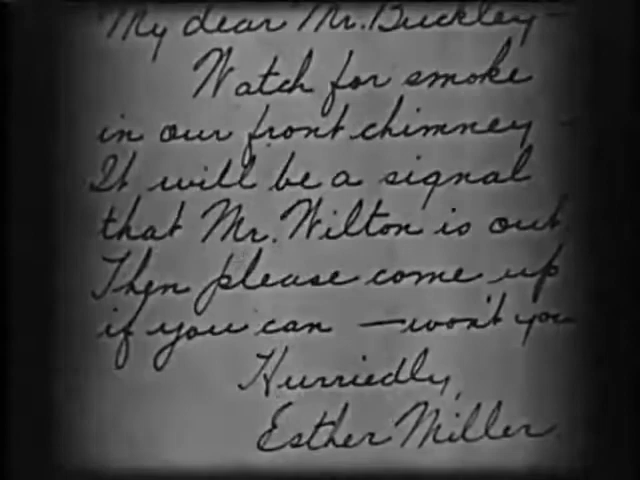 My dear Mr. Buckley -
Watch for smoke
in our front chimney -
It will be a signal
that Mr. Wilton is out.
Then please come up
if you can — won't you
Hurriedly,
Esther Miller.